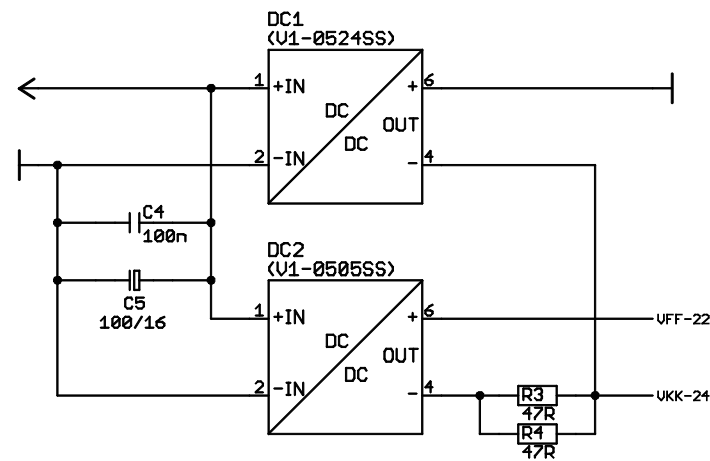 DC1
(V1-0524SS)
1
+IN
DC
+
6
OUT
DC
2
-IN
-
4
C4
100n
DC2
(V1-0505SS)
C5
100/16
1
+IN
DC
+
6
VFF-22
OUT
DC
2
-IN
-
4
R3
VKK-24
47R
R4
47R